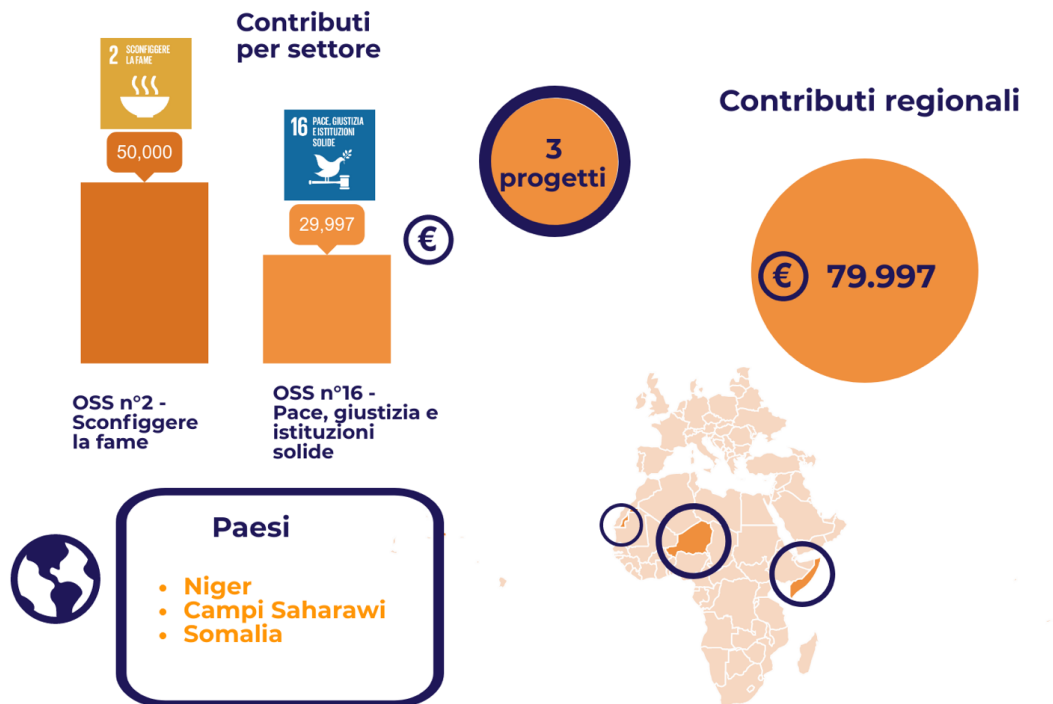 Contributi
per settore
2 SCONFIGGERE
LA FAME
50,000
16 PACE, GIUSTIZIA
E ISTITUZIONI
SOLIDE
29,997
€
3
progetti
Contributi regionali
€ 79.997
OSS n°2 -
Sconfiggere
la fame
OSS n°16 -
Pace, giustizia e
istituzioni
solide
Paesi
• Niger
• Campi Saharawi
• Somalia